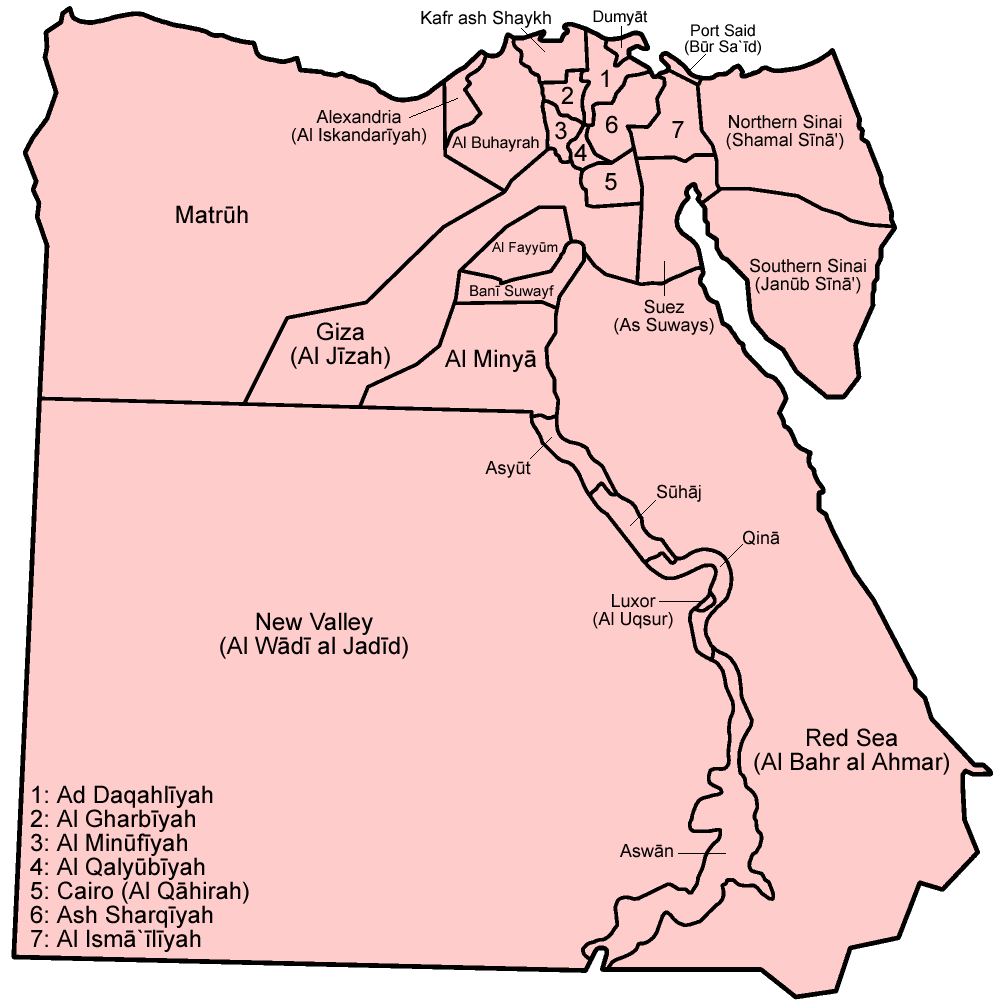 Kafr ash Shaykh
Dumyāt
Port Said
(Būr Sa`īd)
Alexandria
(Al Iskandarīyah)
Al Buhayrah
1
2
3
4
5
6
7
Northern Sinai
(Shamal Sīnā')
Matrūh
Al Fayyūm
Banī Suwayf
Southern Sinai
(Janūb Sīnā')
Suez
(As Suways)
Giza
(Al Jīzah)
Al Minyā
Asyūt
Sūhāj
Qinā
Luxor
(Al Uqsur)
New Valley
(Al Wādī al Jadīd)
Red Sea
(Al Bahr al Ahmar)
Aswān
1: Ad Daqahlīyah
2: Al Gharbīyah
3: Al Minūfīyah
4: Al Qalyūbīyah
5: Cairo (Al Qāhirah)
6: Ash Sharqīyah
7: Al Ismā`īlīyah